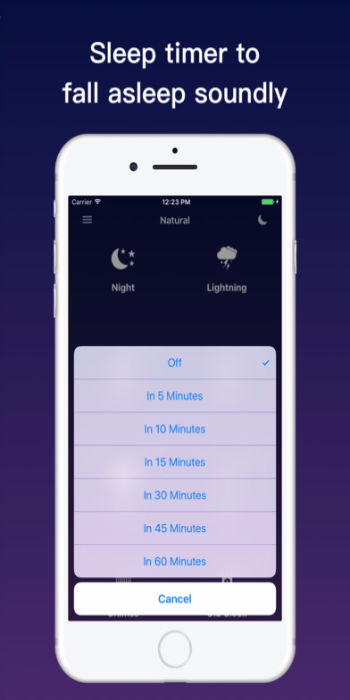 Sleep timer to
fall asleep soundly
Carrier 12:23 PM
Natural
Night Lightning
Off
In 5 Minutes
In 10 Minutes
In 15 Minutes
In 30 Minutes
In 45 Minutes
In 60 Minutes
Cancel